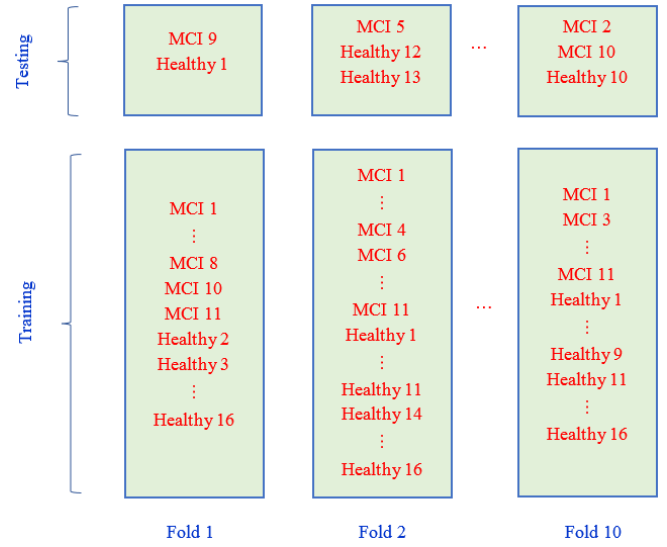 Testing
MCI 9
Healthy 1
MCI 5
Healthy 12
Healthy 13
...
MCI 2
MCI 10
Healthy 10
Training
MCI 1
⋮
MCI 8
MCI 10
MCI 11
Healthy 2
Healthy 3
⋮
Healthy 16
MCI 1
⋮
MCI 4
MCI 6
⋮
MCI 11
Healthy 1
⋮
Healthy 11
Healthy 14
⋮
Healthy 16
...
MCI 1
MCI 3
⋮
MCI 11
Healthy 1
⋮
Healthy 9
Healthy 11
⋮
Healthy 16
Fold 1
Fold 2
Fold 10